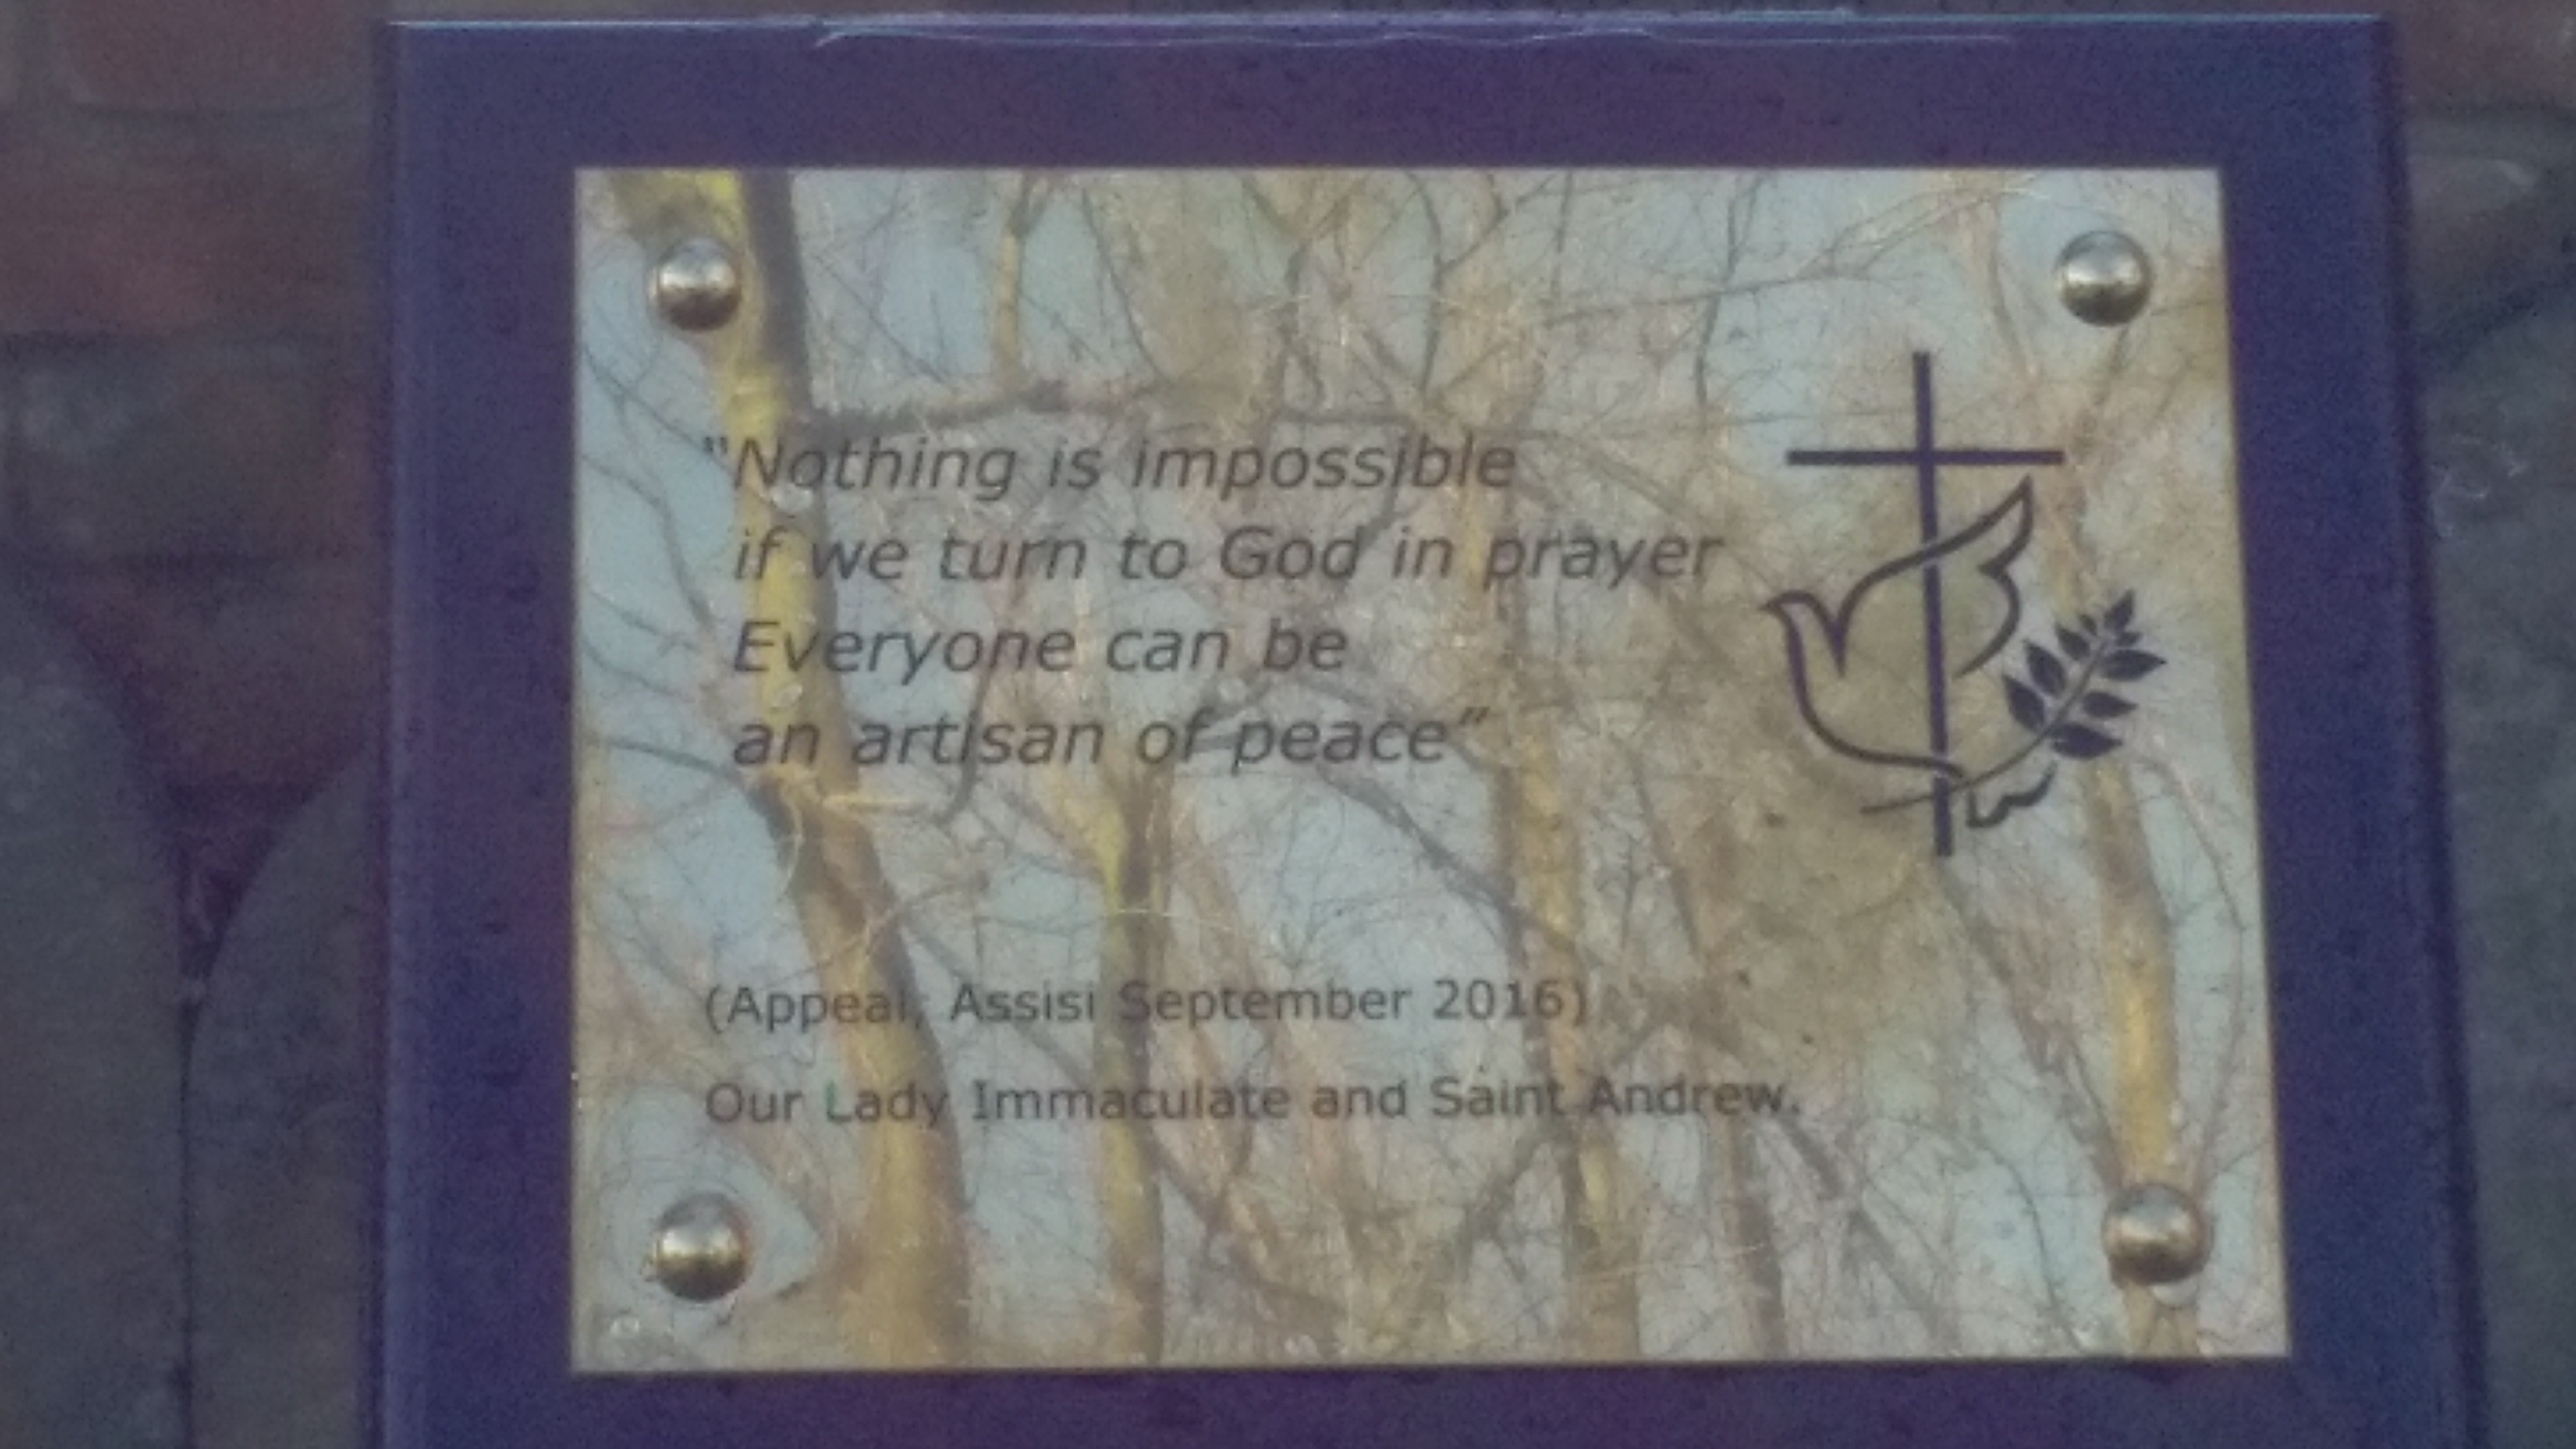 "Nothing is impossible
if we turn to God in prayer
Everyone can be
an artisan of peace”
(Appeal, Assisi September 2016)
Our Lady Immaculate and Saint Andrew.